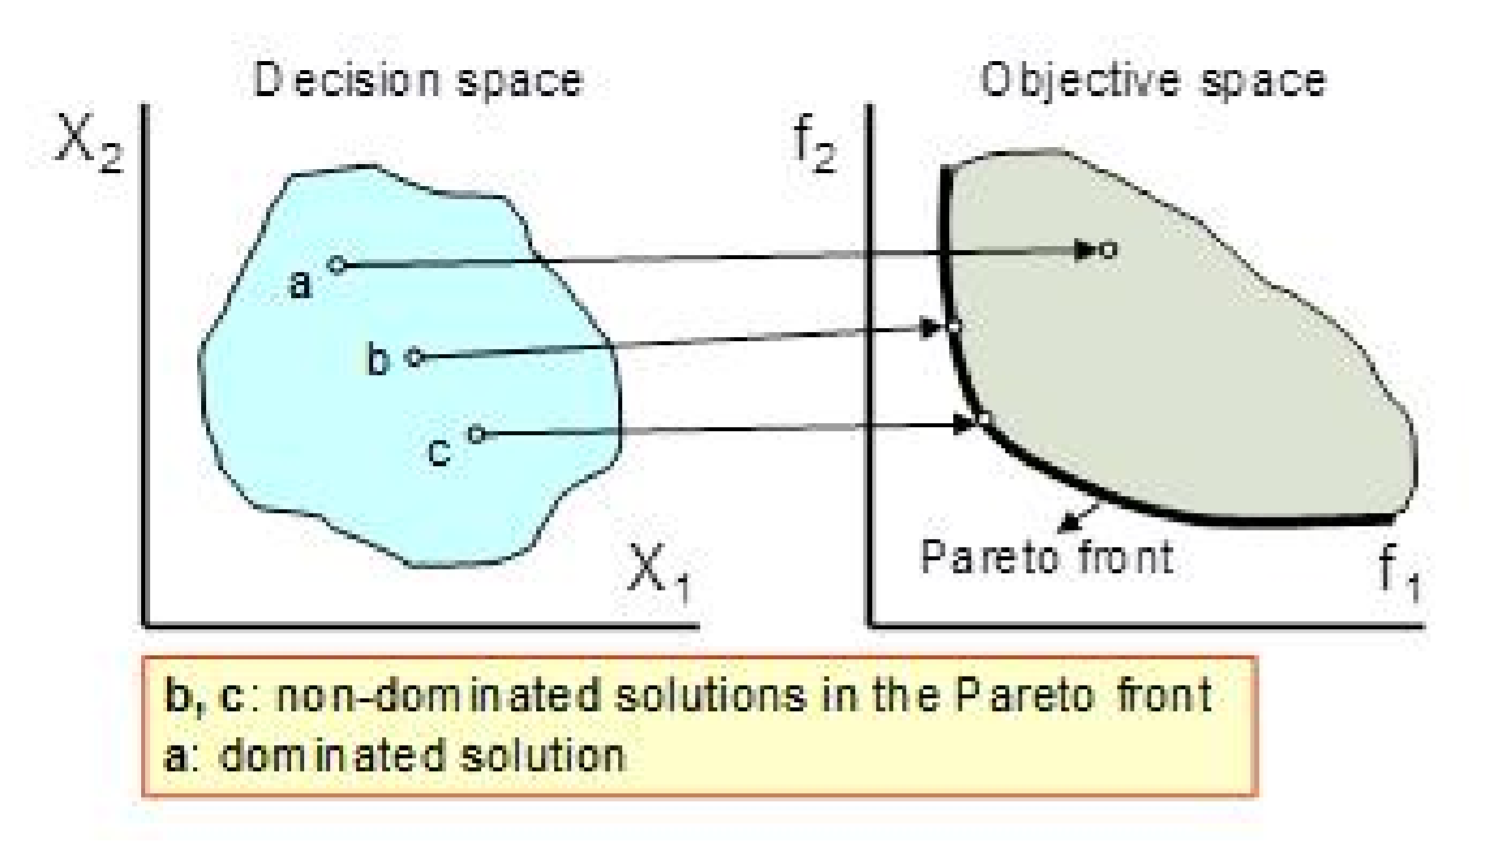 Decision space
Objective space
X2
f2
a
b
c
X1
Pareto front
f1
b, c: non-dominated solutions in the Pareto front
a: dominated solution